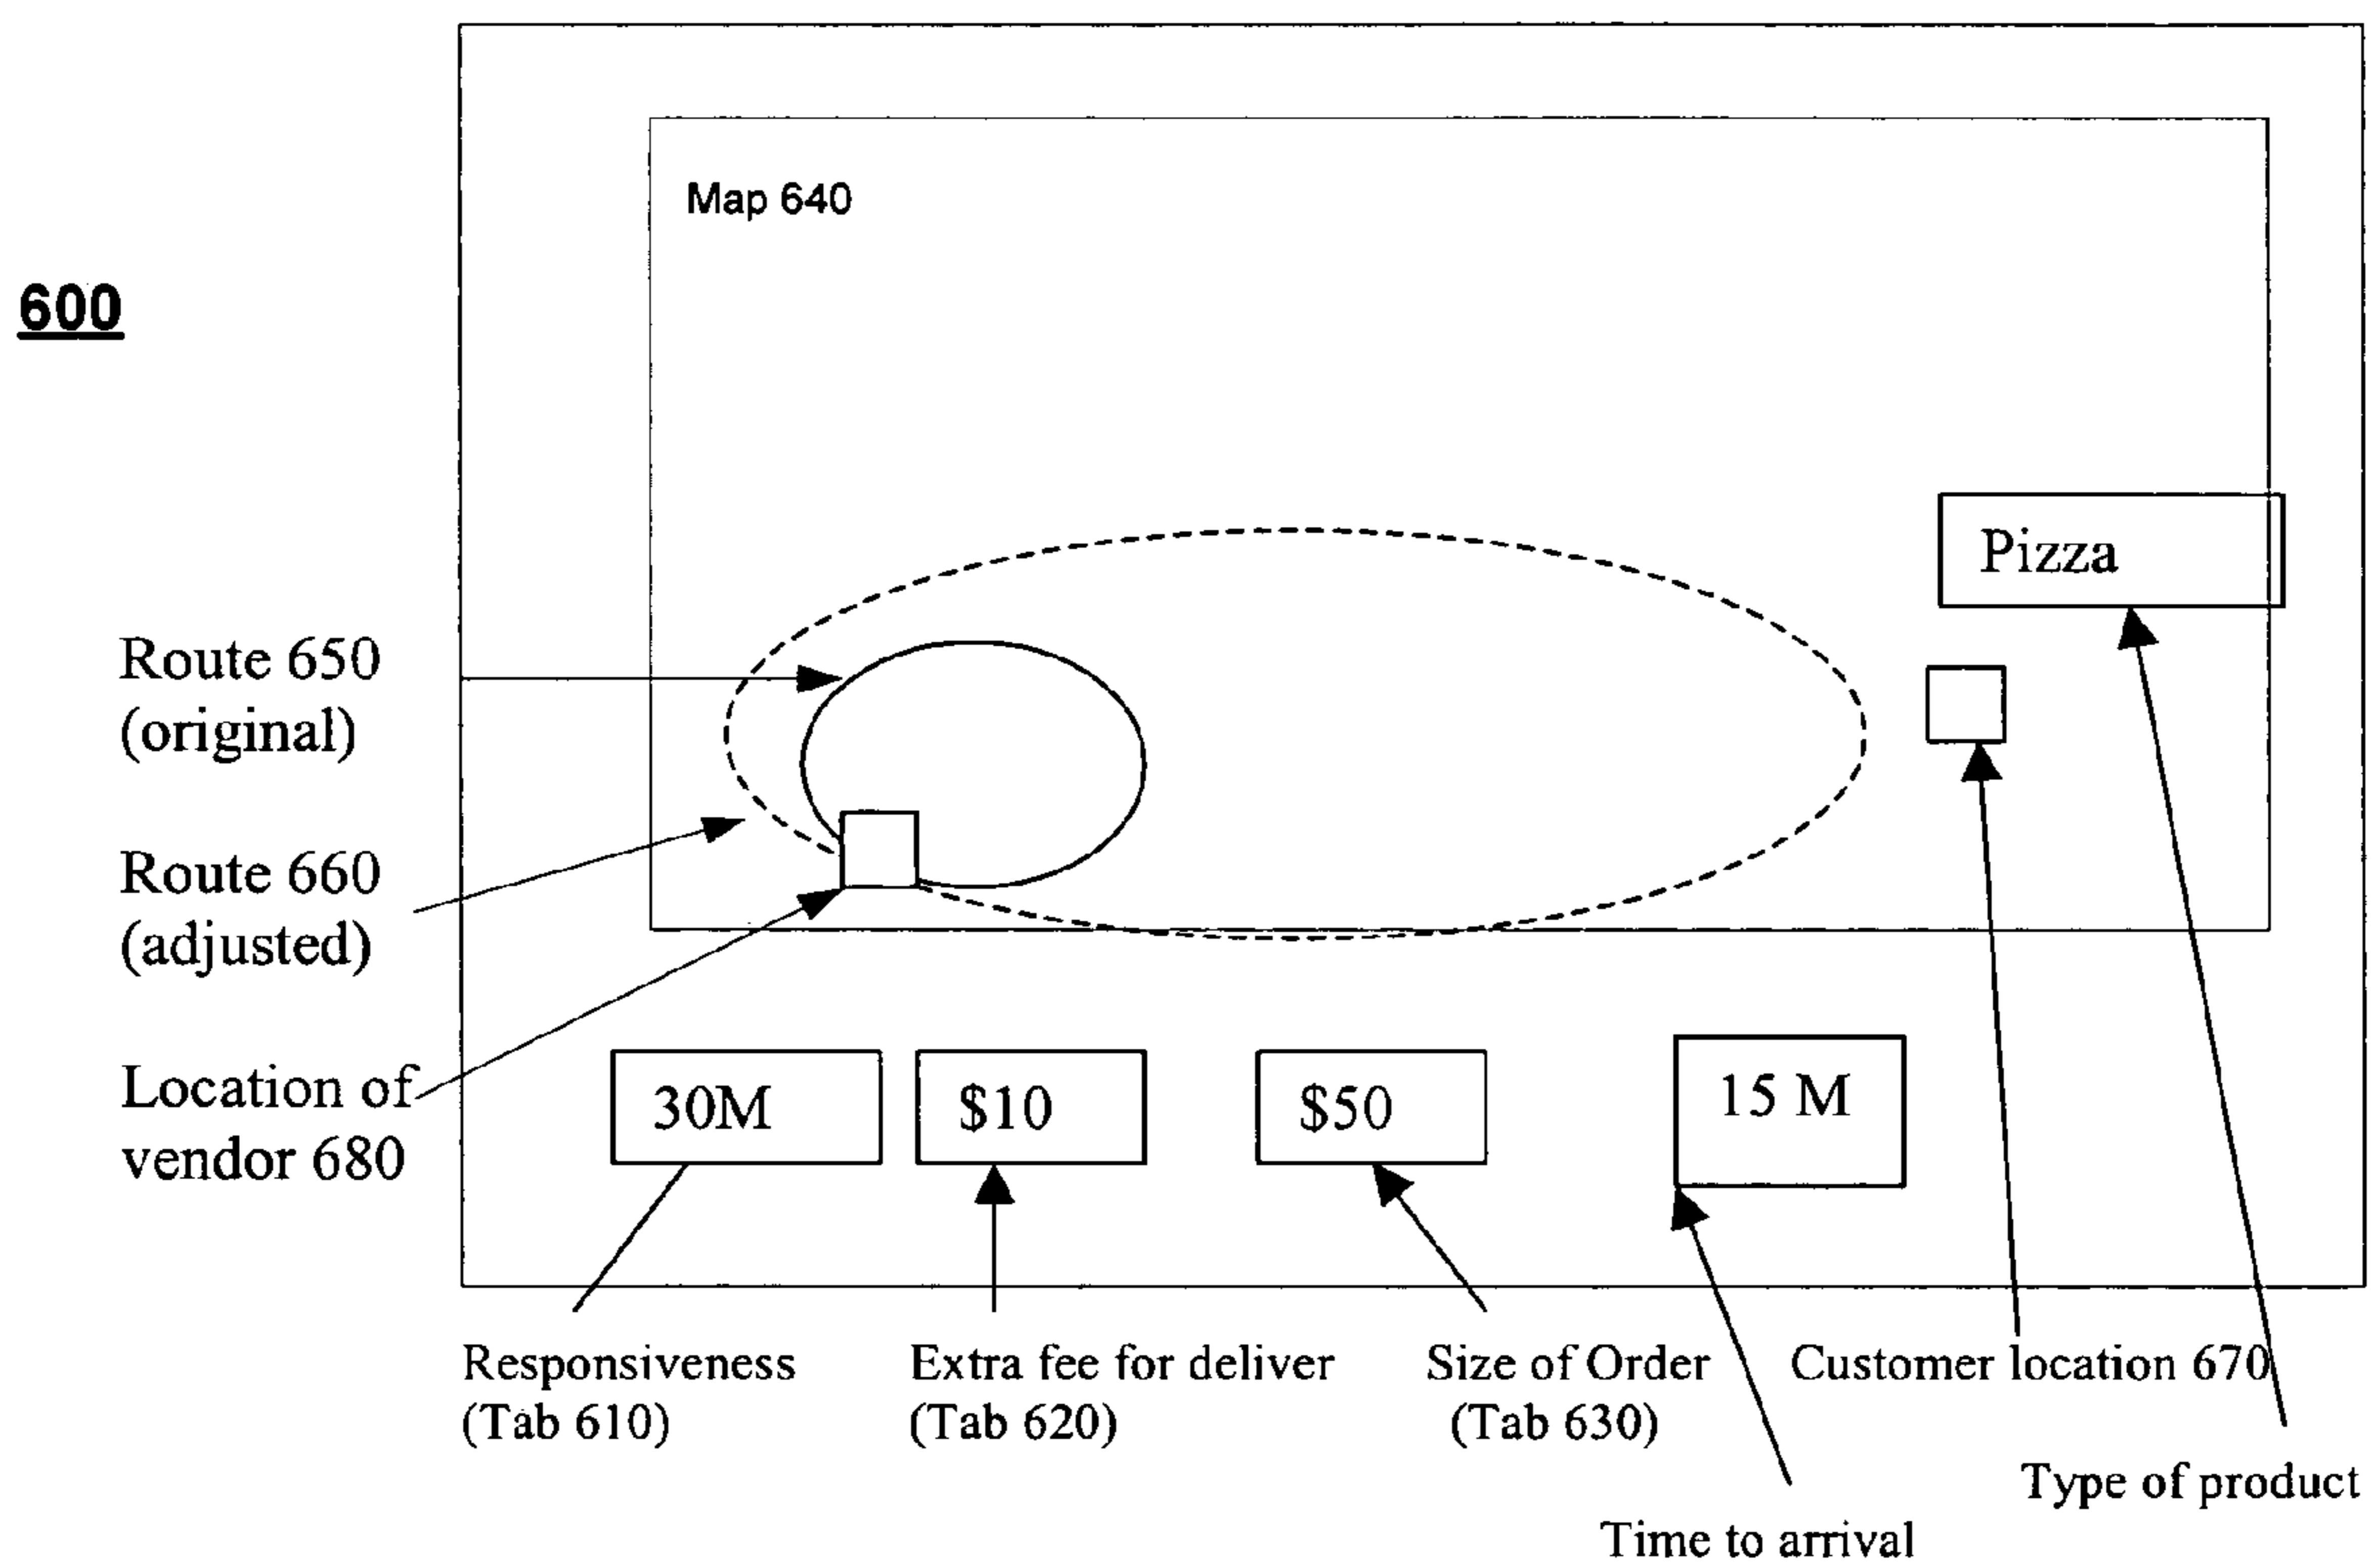 Map 640
600
Pizza
Route 650
(original)
Route 660
(adjusted)
Location of
vendor 680
30M
$10
$50
15 M
Responsiveness
(Tab 610)
Extra fee for deliver
(Tab 620)
Size of Order
(Tab 630)
Customer location 670
Type of product
Time to arrival